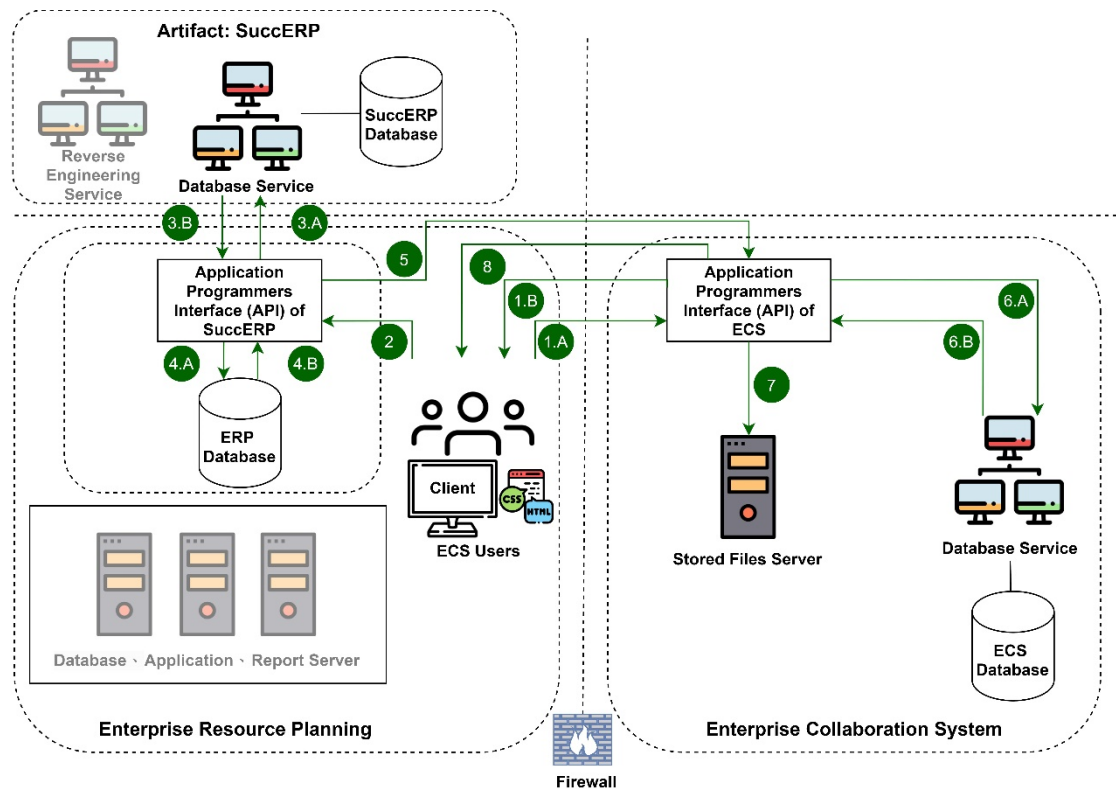 Artifact: SuccERP
Reverse
Engineering
Service
Database Service
SuccERP
Database
3.B
3.A
5
8
1.B
1.A
2
6.A
6.B
7
4.A
4.B
Application
Programmers
Interface (API) of
SuccERP
Application
Programmers
Interface (API) of
ECS
ERP
Database
Client
CSS
HTML
ECS Users
Stored Files Server
Database Service
ECS
Database
Database、Application、Report Server
Enterprise Resource Planning
Enterprise Collaboration System
Firewall